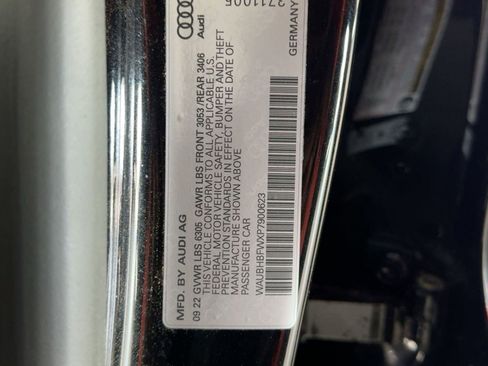 MFD. BY AUDI AG
Audi
09.22 GVWR LBS 6305 GAWR LBS FRONT 3053 /REAR 3406
THIS VEHICLE CONFORMS TO ALL APPLICABLE U.S.
FEDERAL MOTOR VEHICLE SAFETY, BUMPER AND THEFT
PREVENTION STANDARDS IN EFFECT ON THE DATE OF
MANUFACTURE SHOWN ABOVE
PASSENGER CAR
WAUBH8FWXP7900623
GERMANY